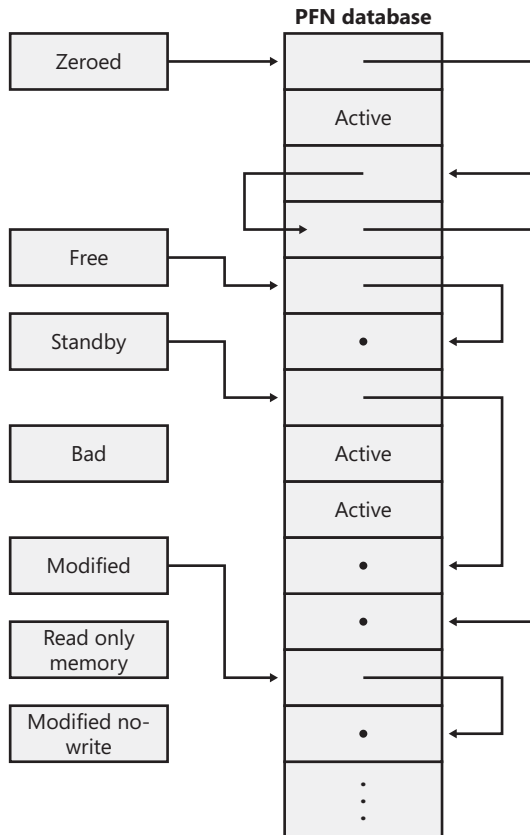 PFN database
Zeroed
Active
Free
Standby
Bad
Active
Active
Modified
Read only
memory
Modified no-
write